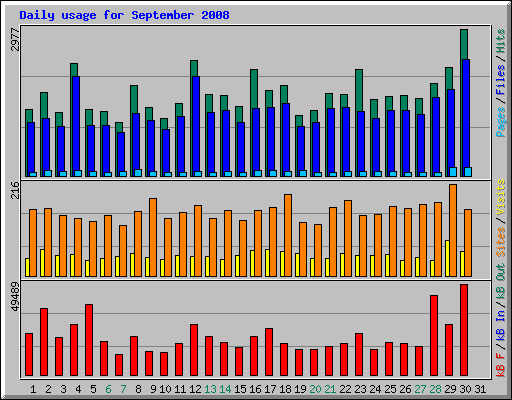 Daily usage for September 2008
2977
Pages / Files / Hits
216
Sites / Visits
49489
kB F / kB In / kB Out
1 2 3 4 5 6 7 8 9 10 11 12 13 14 15 16 17 18 19 20 21 22 23 24 25 26 27 28 29 30 31